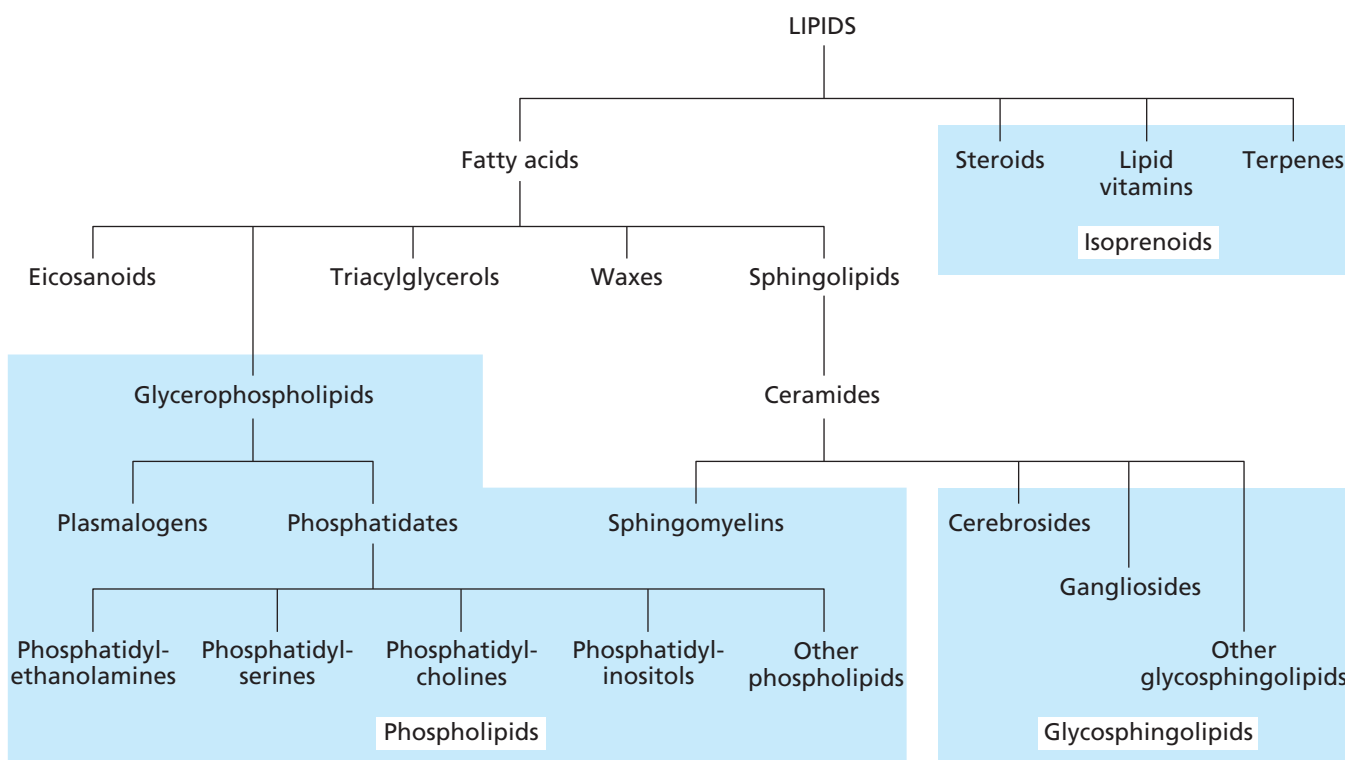 LIPIDS
Fatty acids
Steroids
Lipid
vitamins
Terpenes
Isoprenoids
Eicosanoids
Triacylglycerols
Waxes
Sphingolipids
Glycerophospholipids
Ceramides
Plasmalogens
Phosphatidates
Sphingomyelins
Cerebrosides
Gangliosides
Phosphatidyl-
ethanolamines
Phosphatidyl-
serines
Phosphatidyl-
cholines
Phosphatidyl-
inositols
Other
phospholipids
Other
glycosphingolipids
Phospholipids
Glycosphingolipids